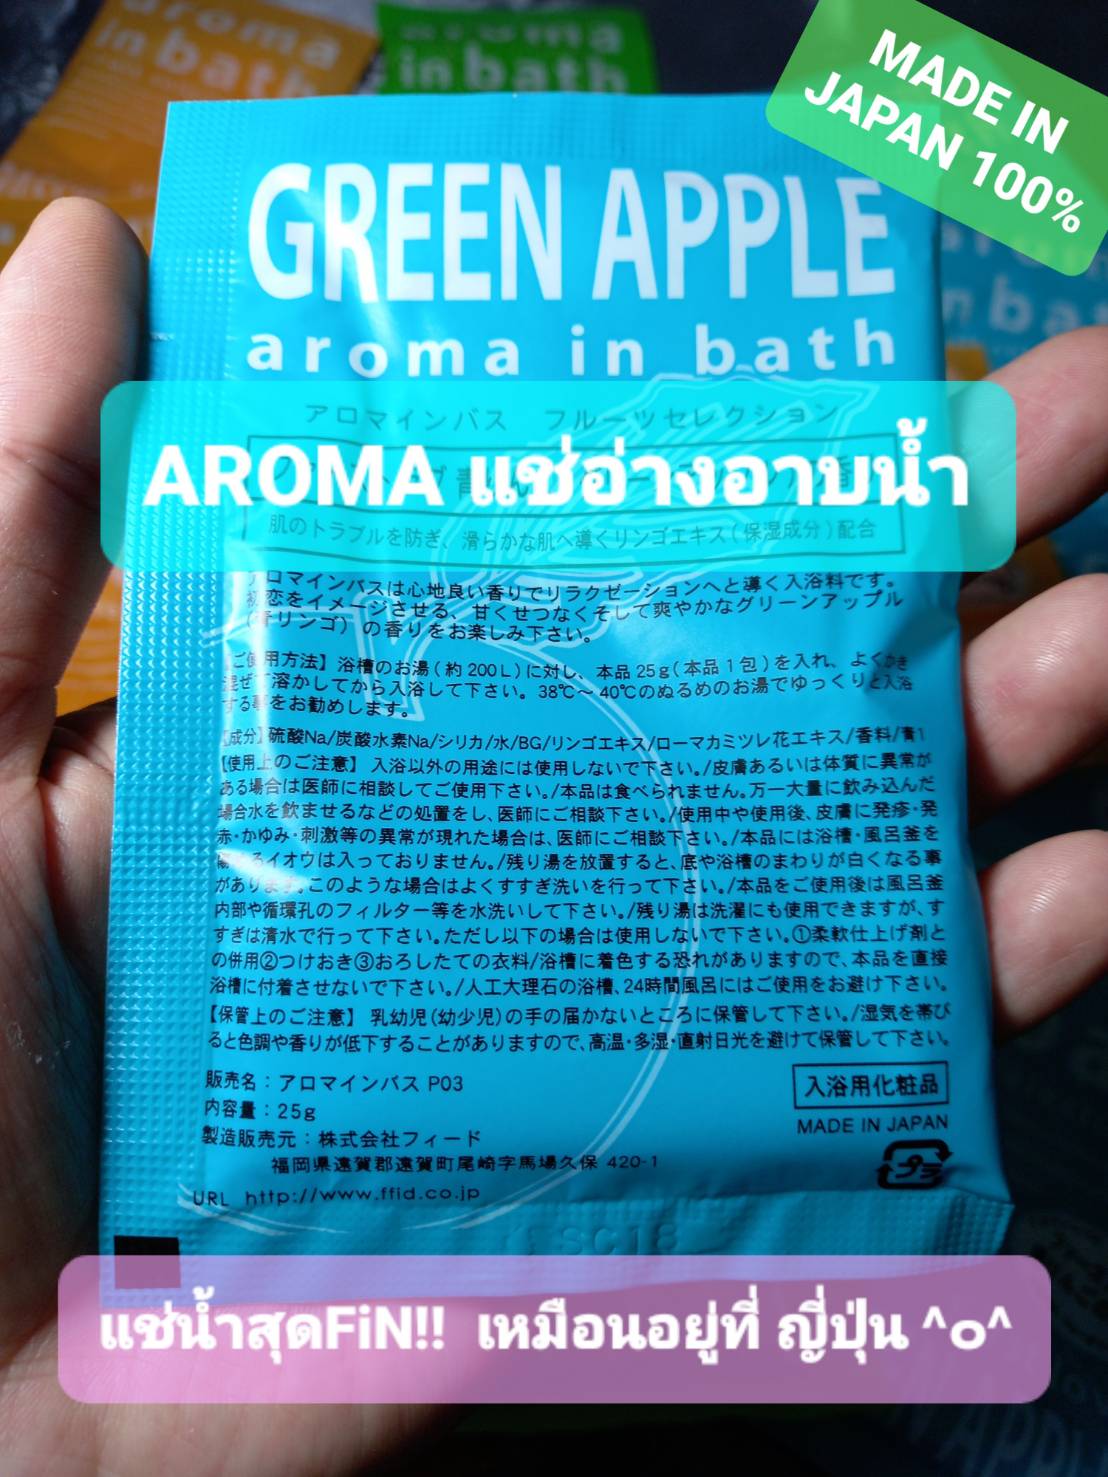 aroma
in bath
aroma
in bath
MADE IN
JAPAN 100%
GREEN APPLE
aroma in bath
アロマインバス フルーツセレクション
AROMA แช่อ่างอาบน้ำ
肌のトラブルを防ぎ、滑らかな肌へ導くリンゴエキス(保湿成分)配合
アロマインバスは心地良い香りでリラクゼーションへと導く入浴料です。
初恋をイメージさせる、甘くせつなくそして爽やかなグリーンアップル
(青リンゴ)の香りをお楽しみ下さい。
【ご使用方法】浴槽のお湯(約200L)に対し、本品25g(本品1包)を入れ、よくかき
混ぜて溶かしてから入浴して下さい。38℃～40℃のぬるめのお湯でゆっくりと入浴
する事をお勧めします。
【成分】硫酸Na/炭酸水素Na/シリカ/水/BG/リンゴエキス/ローマカミツレ花エキス/香料/青1
【使用上のご注意】 入浴以外の用途には使用しないで下さい。/皮膚あるいは体質に異常が
ある場合は医師に相談してご使用下さい。/本品は食べられません。万一大量に飲み込んだ
場合水を飲ませるなどの処置をし、医師にご相談下さい。/使用中や使用後、皮膚に発疹・発
赤・かゆみ・刺激等の異常が現れた場合は、医師にご相談下さい。/本品には浴槽・風呂釜を
傷めるイオウは入っておりません。/残り湯を放置すると、底や浴槽のまわりが白くなる事
があります。このような場合はよくすすぎ洗いを行って下さい。/本品をご使用後は風呂釜
内部や循環孔のフィルター等を水洗いして下さい。/残り湯は洗濯にも使用できますが、す
すぎは清水で行って下さい。ただし以下の場合は使用しないで下さい。①柔軟仕上げ剤と
の併用②つけおき③おろしたての衣料/浴槽に着色する恐れがありますので、本品を直接
浴槽に付着させないで下さい。/人工大理石の浴槽、24時間風呂にはご使用をお避け下さい。
【保管上のご注意】 乳幼児(幼少児)の手の届かないところに保管して下さい。/湿気を帯び
ると色調や香りが低下することがありますので、高温・多湿・直射日光を避けて保管して下さい。
販売名：アロマインバス P03
内容量：25g
製造販売元：株式会社フィード
福岡県遠賀郡遠賀町尾崎字馬場久保 420-1
URL http://www.ffid.co.jp
入浴用化粧品
MADE IN JAPAN
プラ
SC18
แช่น้ำสุดFiN!! เหมือนอยู่ที่ ญี่ปุ่น ^o^